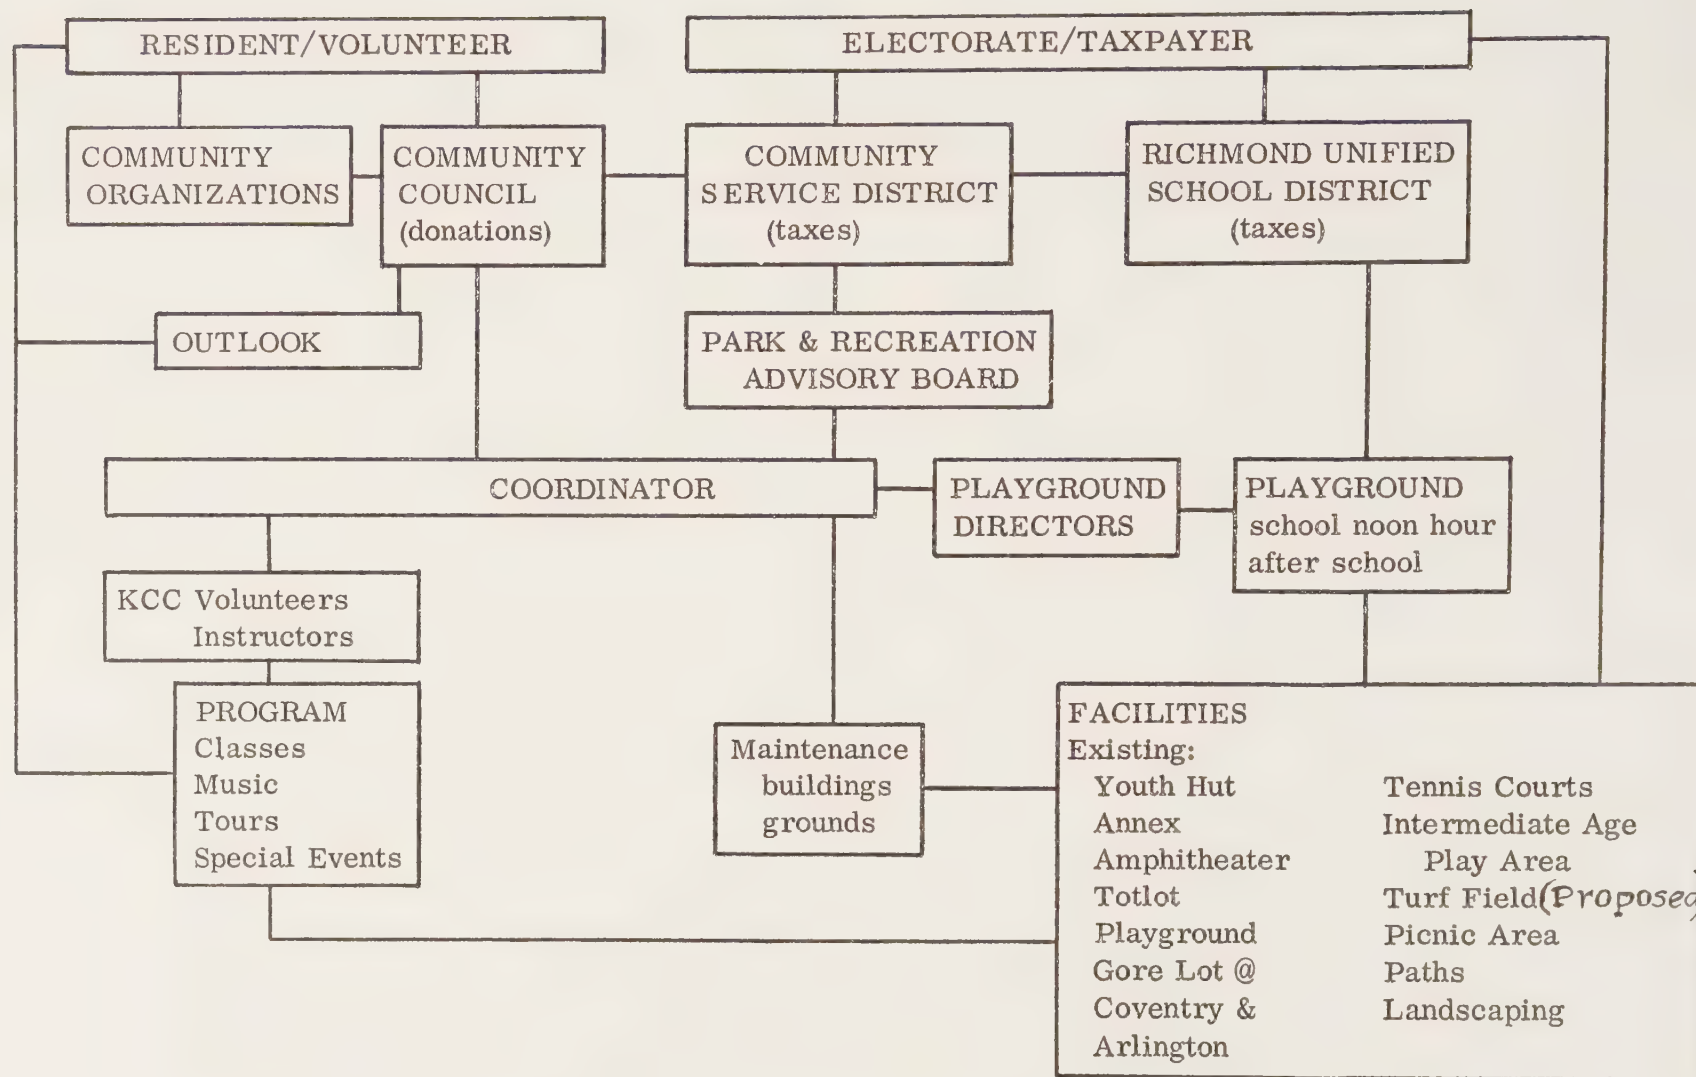 RESIDENT/VOLUNTEER
ELECTORATE/TAXPAYER
COMMUNITY
ORGANIZATIONS
COMMUNITY
COUNCIL
(donations)
COMMUNITY
SERVICE DISTRICT
(taxes)
RICHMOND UNIFIED
SCHOOL DISTRICT
(taxes)
OUTLOOK
PARK & RECREATION
ADVISORY BOARD
COORDINATOR
PLAYGROUND
DIRECTORS
PLAYGROUND
school noon hour
after school
KCC Volunteers
Instructors
PROGRAM
Classes
Music
Tours
Special Events
Maintenance
buildings
grounds
FACILITIES
Existing:
Youth Hut
Annex
Amphitheater
Totlot
Playground
Gore Lot @
Coventry &
Arlington
Tennis Courts
Intermediate Age
Play Area
Turf Field (Proposed)
Picnic Area
Paths
Landscaping